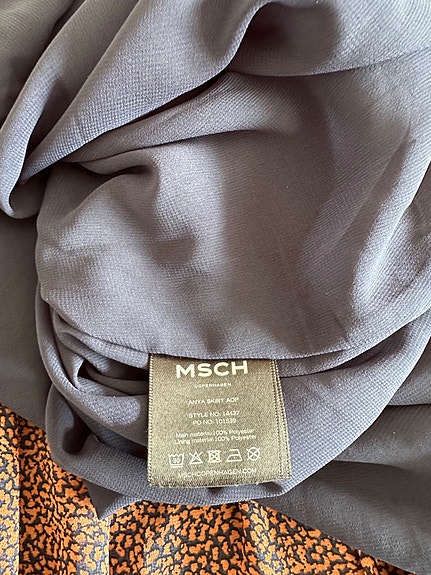 MSCH
COPENHAGEN
ANYA SKIRT AOP
STYLE NO: 14437
PO NO: 101539
Main material:100% Polyester
Lining material:100% Polyester
MSCHCOPENHAGEN.COM